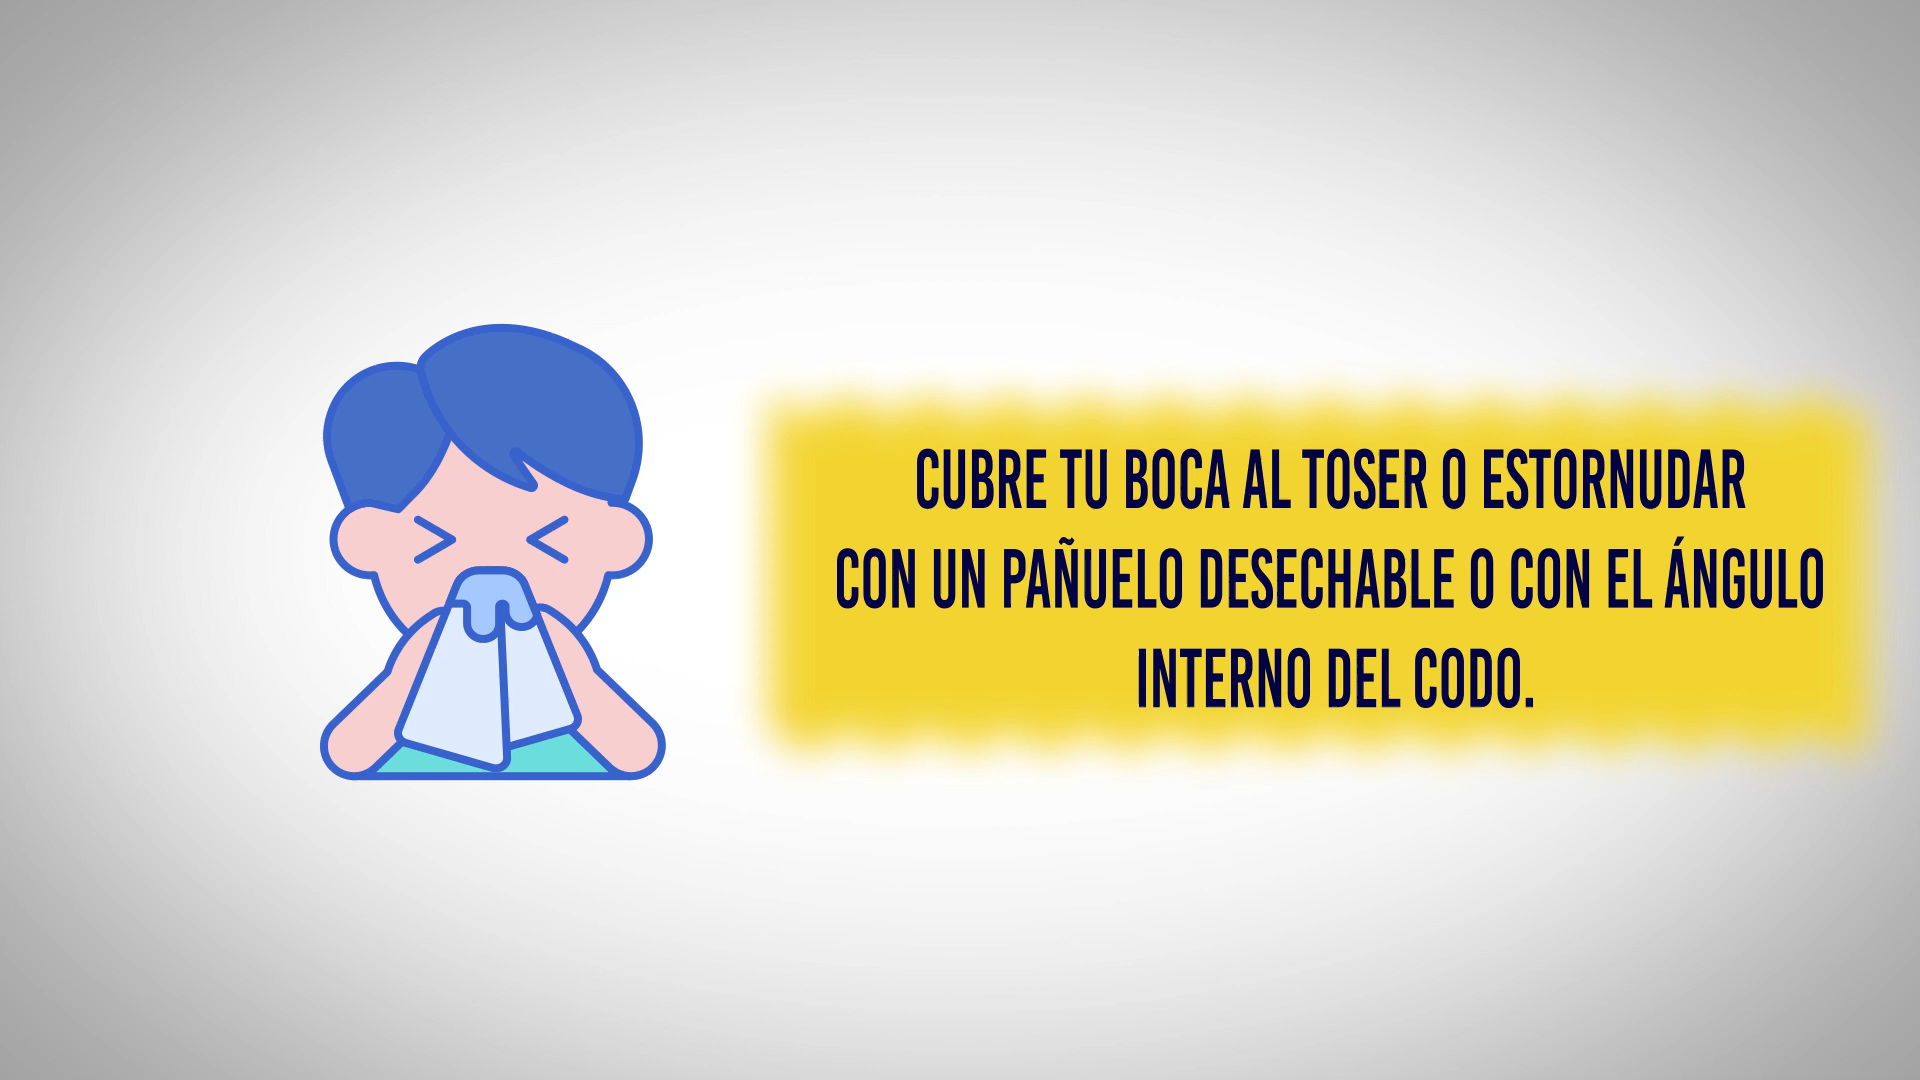 CUBRE TU BOCA AL TOSER O ESTORNUDAR
CON UN PAÑUELO DESECHABLE O CON EL ÁNGULO
INTERNO DEL CODO.